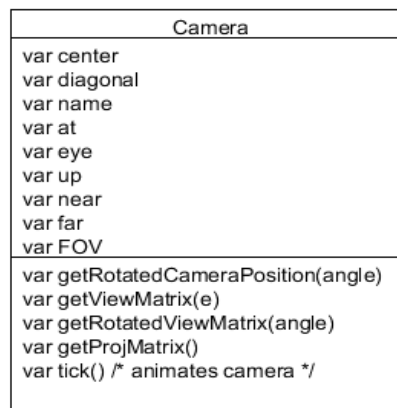 Camera
var center
var diagonal
var name
var at
var eye
var up
var near
var far
var FOV
var getRotatedCameraPosition(angle)
var getViewMatrix(e)
var getRotatedViewMatrix(angle)
var getProjMatrix()
var tick() /* animates camera */